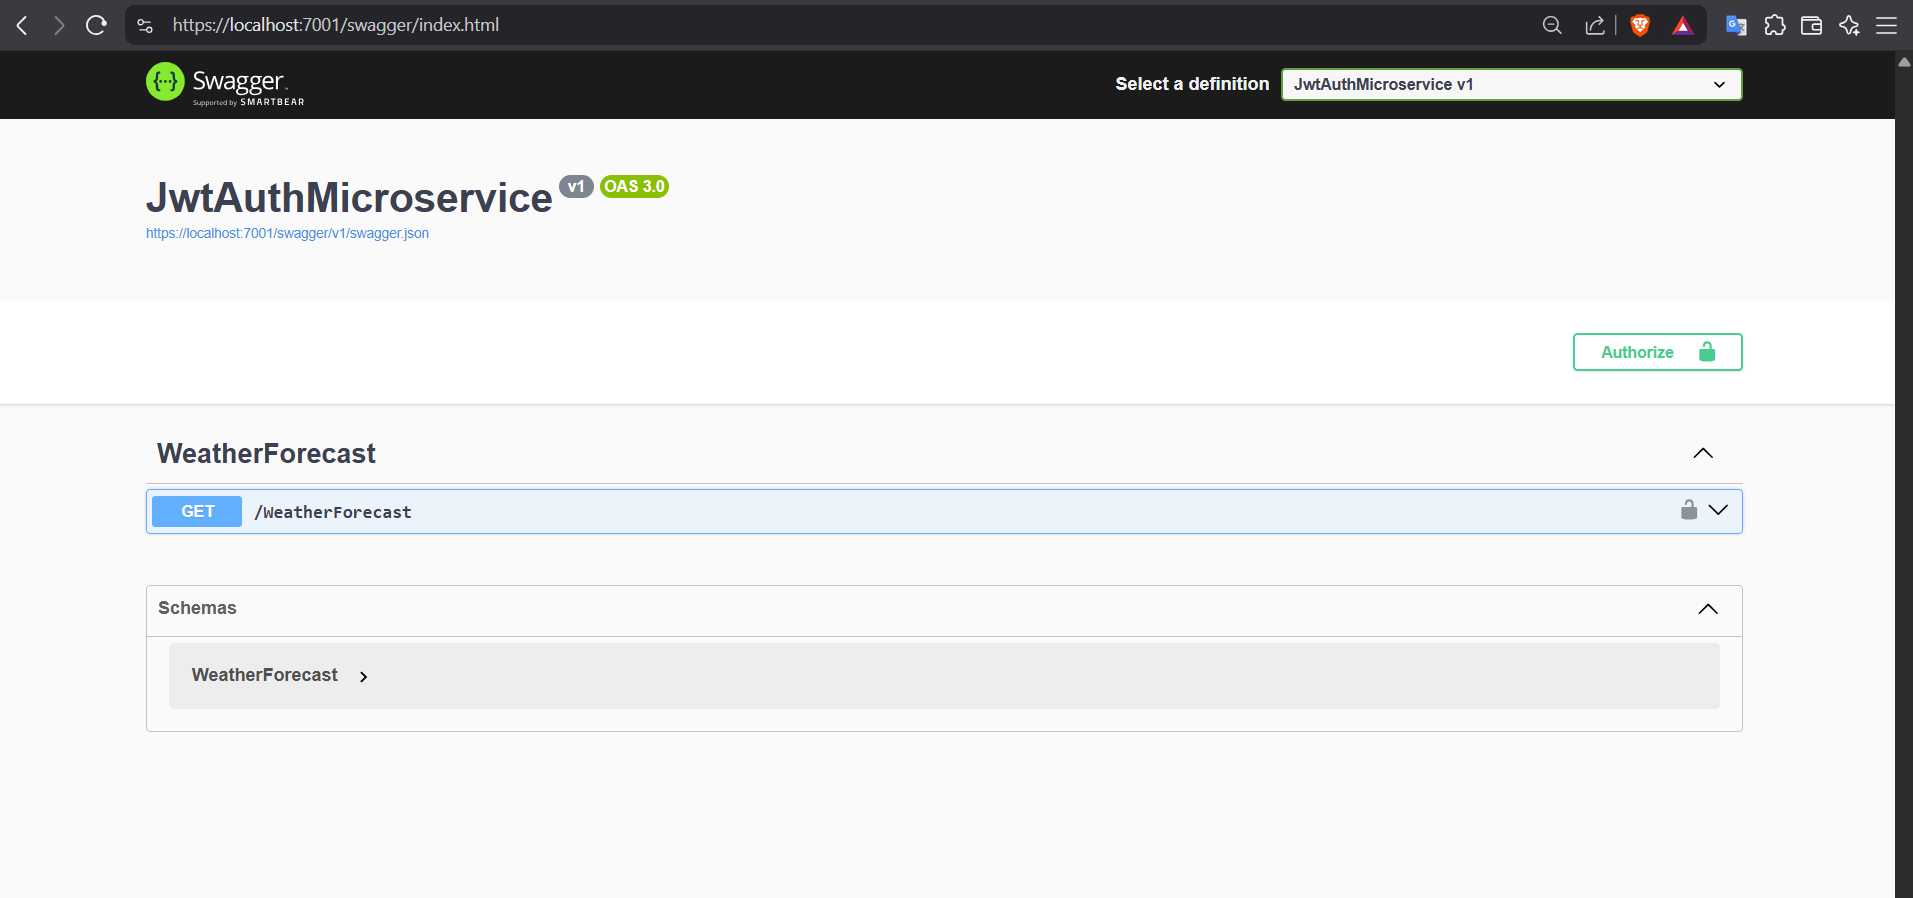 https://localhost:7001/swagger/index.html
Swagger
Supported by SMARTBEAR
Select a definition
JwtAuthMicroservice v1
JwtAuthMicroservice v1 OAS 3.0
https://localhost:7001/swagger/v1/swagger.json
Authorize
WeatherForecast
GET /WeatherForecast
Schemas
WeatherForecast